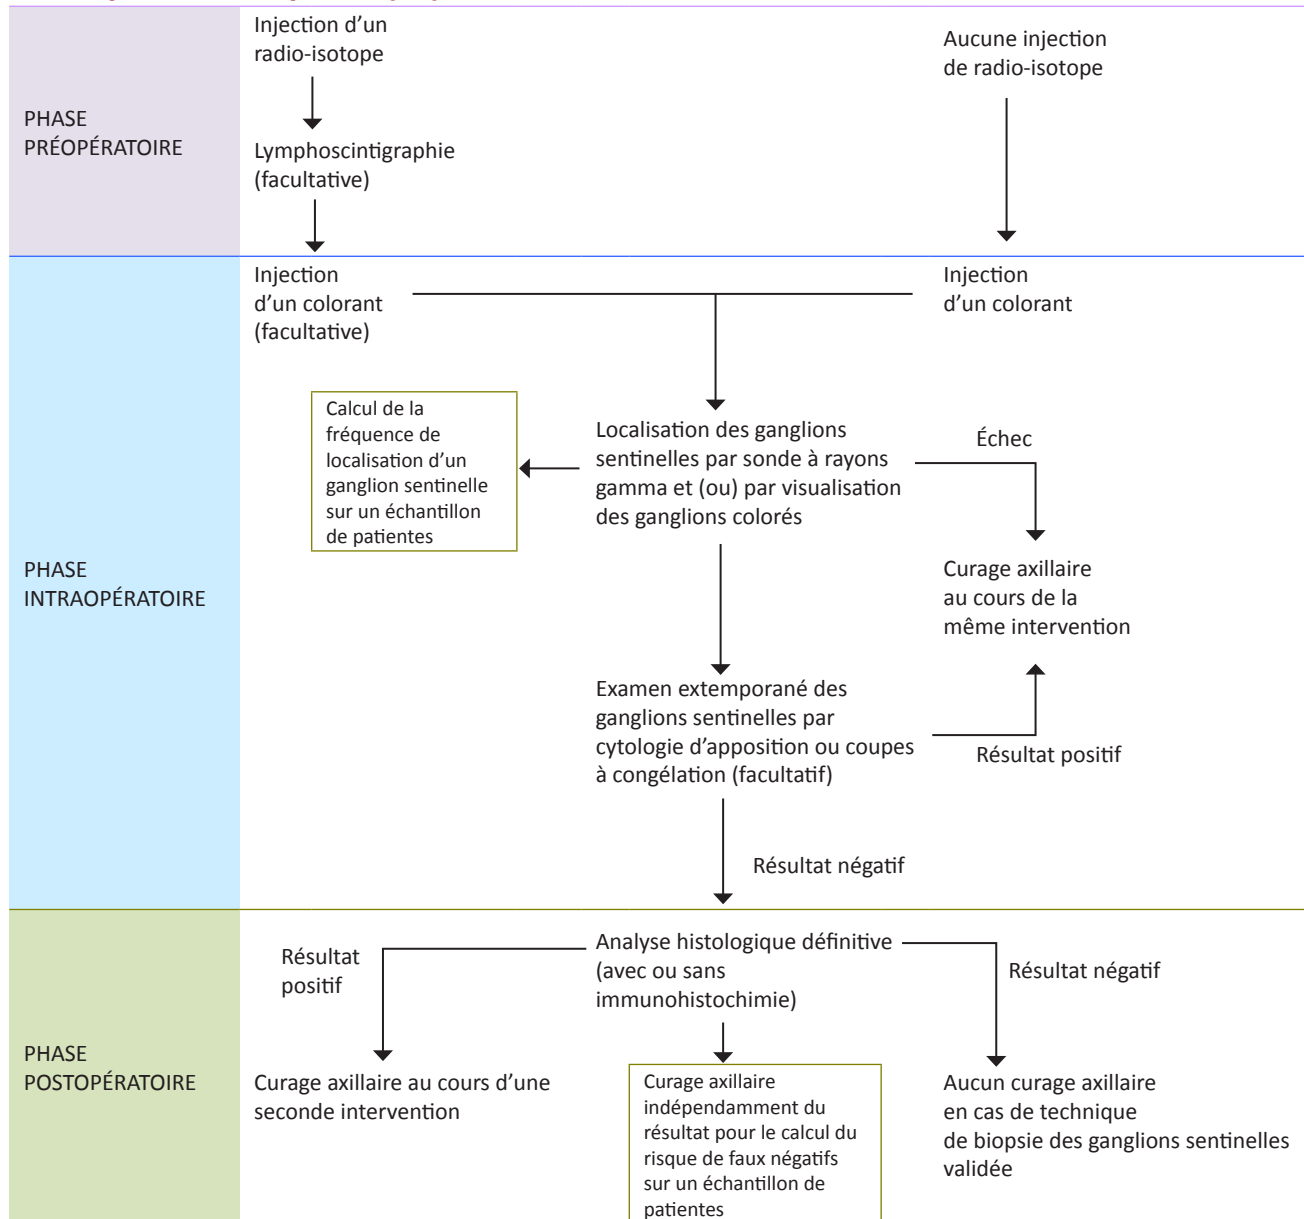 PHASE
PRÉOPÉRATOIRE
Injection d’un
radio-isotope
Aucune injection
de radio-isotope
Lymphoscintigraphie
(facultative)
PHASE
INTRAOPÉRATOIRE
Injection
d’un colorant
(facultative)
Injection
d’un colorant
Calcul de la
fréquence de
localisation d’un
ganglion sentinelle
sur un échantillon
de patientes
Localisation des ganglions
sentinelles par sonde à rayons
gamma et (ou) par visualisation
des ganglions colorés
Échec
Curage axillaire
au cours de la
même intervention
Examen extemporané des
ganglions sentinelles par
cytologie d’apposition ou coupes
à congélation (facultatif)
Résultat positif
Résultat négatif
PHASE
POSTOPÉRATOIRE
Résultat
positif
Analyse histologique définitive
(avec ou sans
immunohistochimie)
Résultat négatif
Curage axillaire au cours d’une
seconde intervention
Curage axillaire
indépendamment du
résultat pour le calcul du
risque de faux négatifs
sur un échantillon de
patientes
Aucun curage axillaire
en cas de technique
de biopsie des ganglions sentinelles
validée